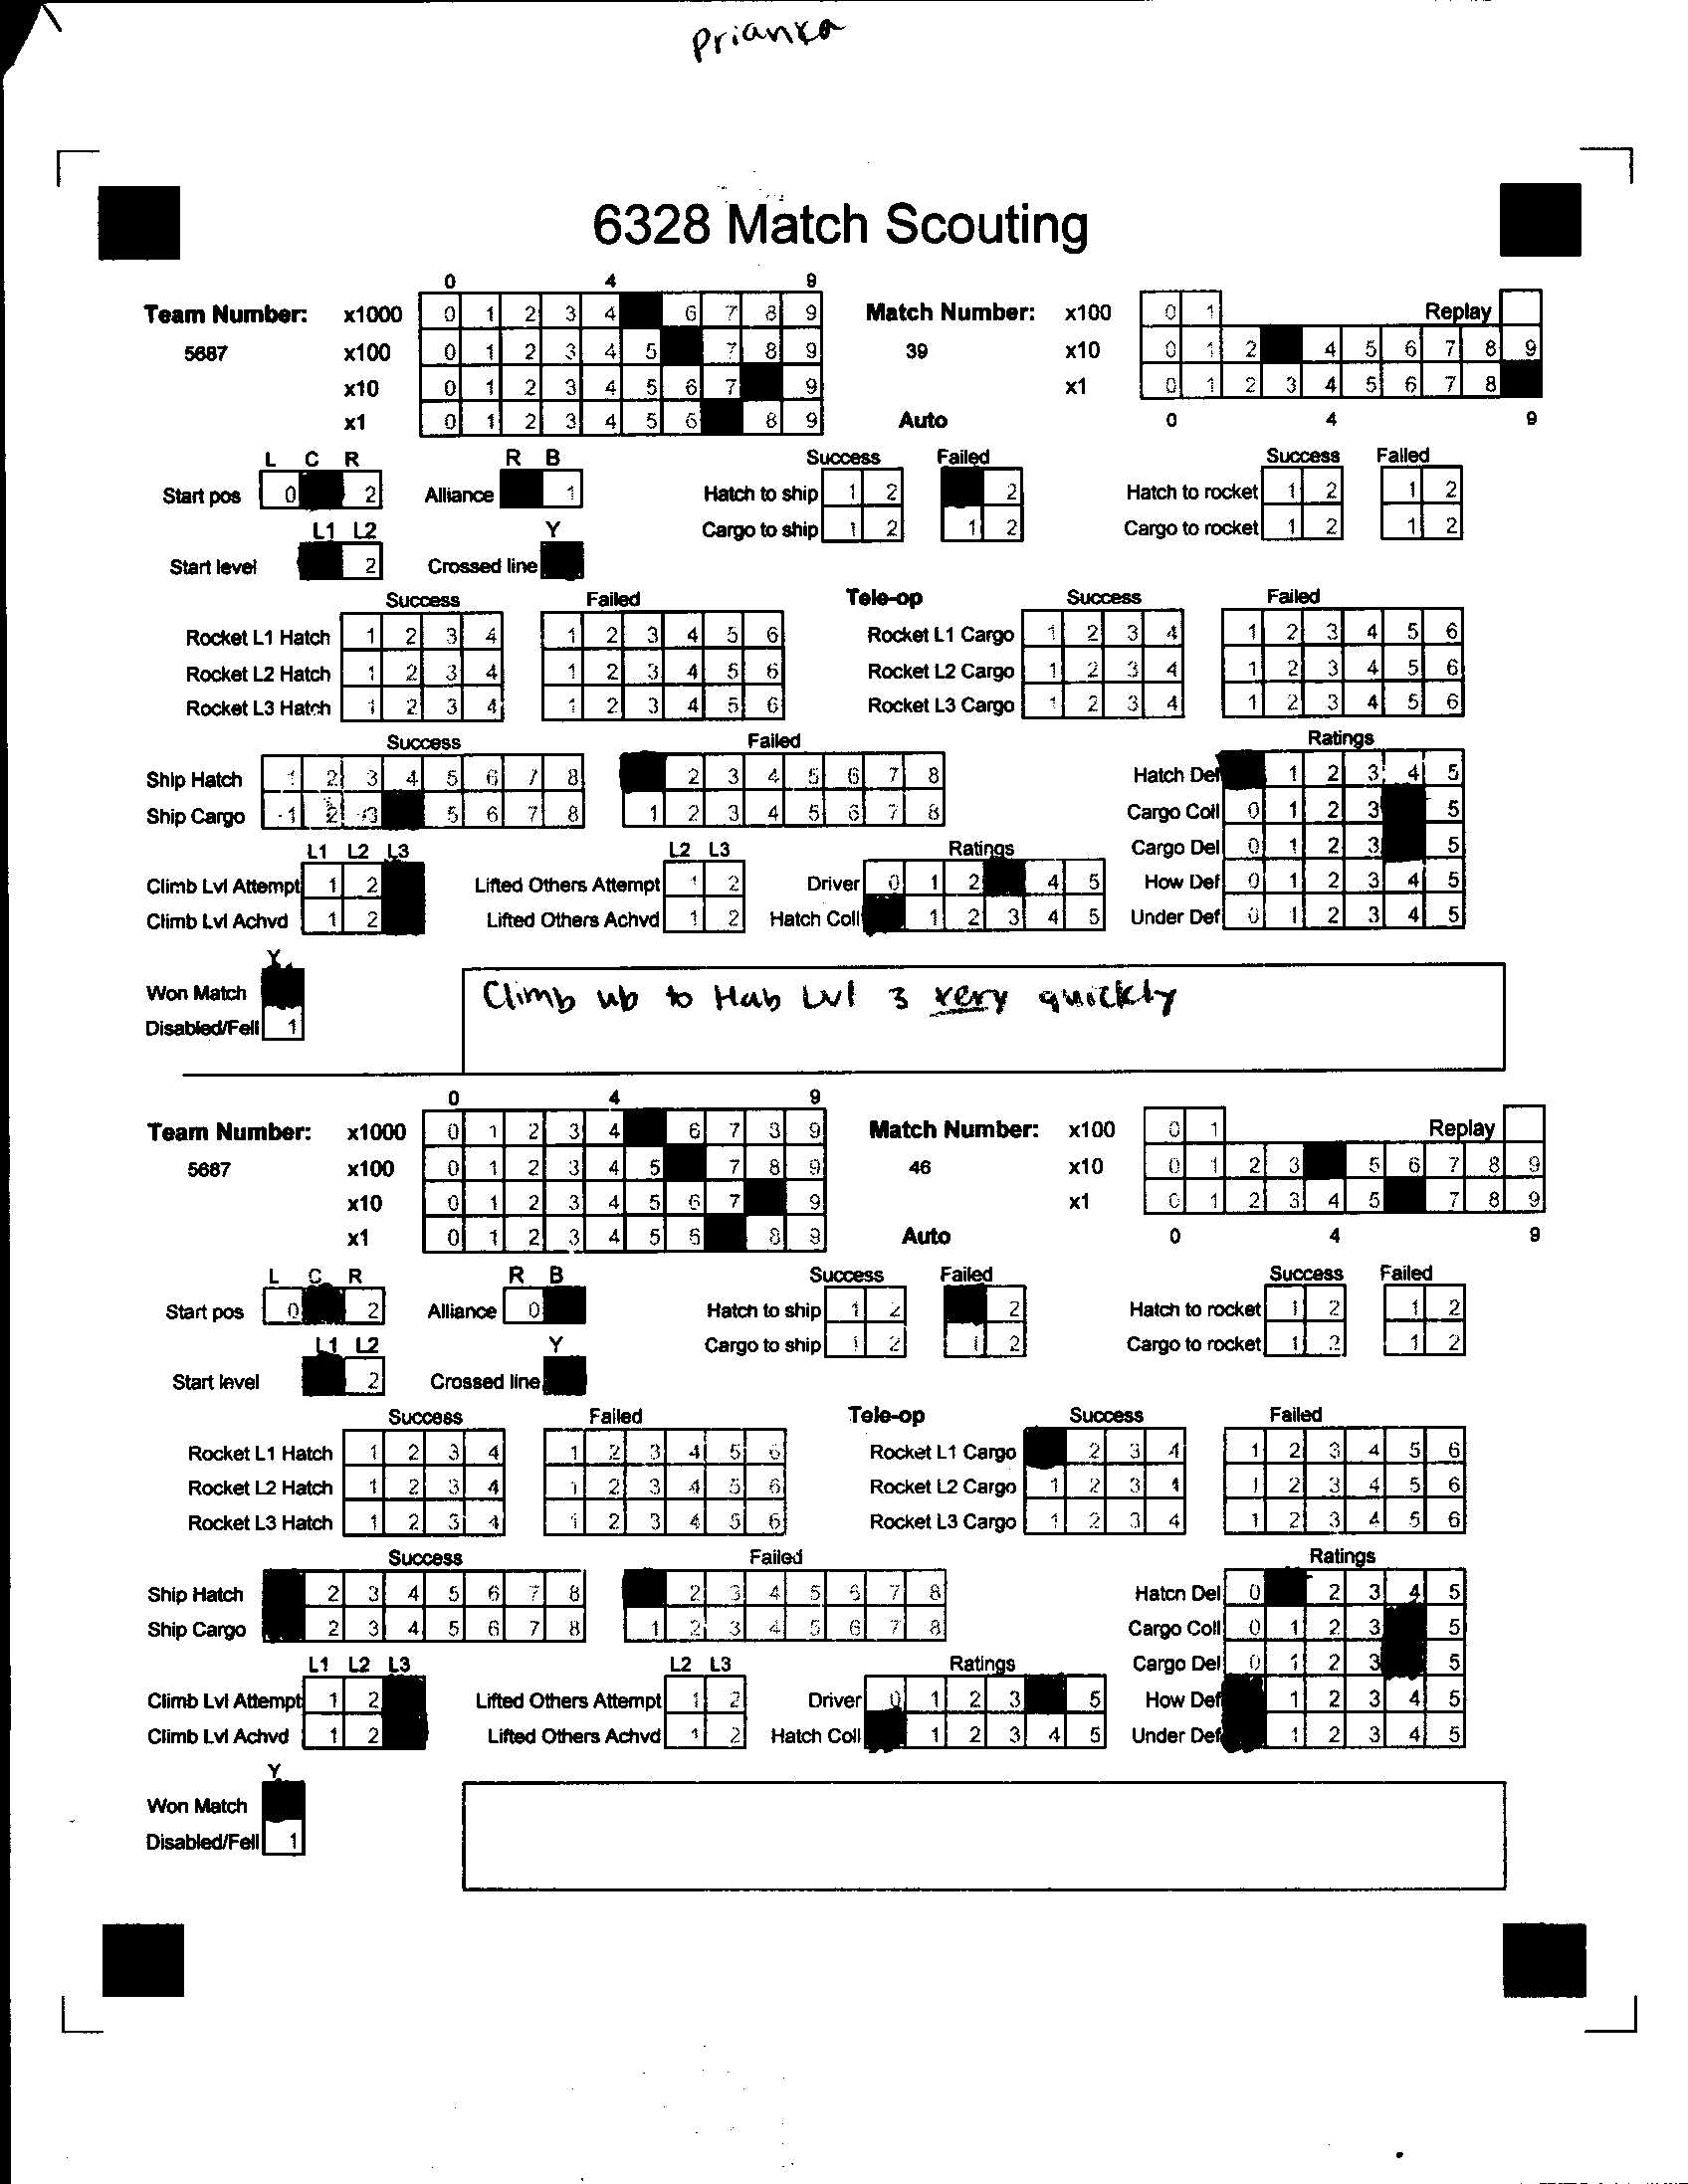 prianka
6328 Match Scouting
0 4 9
Team Number: x1000 0 1 2 3 4 6 7 8 9 Match Number: x100 0 1 Replay
5687 x100 0 1 2 3 4 5 7 8 9 39 x10 0 1 2 4 5 6 7 8 9
x10 0 1 2 3 4 5 6 7 9 x1 0 1 2 3 4 5 6 7 8
x1 0 1 2 3 4 5 6 8 9 Auto 0 4 9
L C R R B Success Failed Success Failed
Start pos 0 2 Alliance 1 Hatch to ship 1 2 2 Hatch to rocket 1 2 1 2
L1 L2 Y Cargo to ship 1 2 1 2 Cargo to rocket 1 2 1 2
Start level 2 Crossed line
Success Failed Tele-op Success Failed
Rocket L1 Hatch 1 2 3 4 1 2 3 4 5 6 Rocket L1 Cargo 1 2 3 4 1 2 3 4 5 6
Rocket L2 Hatch 1 2 3 4 1 2 3 4 5 6 Rocket L2 Cargo 1 2 3 4 1 2 3 4 5 6
Rocket L3 Hatch 1 2 3 4 1 2 3 4 5 6 Rocket L3 Cargo 1 2 3 4 1 2 3 4 5 6
Success Failed Ratings
Ship Hatch 1 2 3 4 5 6 7 8 2 3 4 5 6 7 8 Hatch Del 1 2 3 4 5
Ship Cargo 1 2 3 5 6 7 8 1 2 3 4 5 6 7 8 Cargo Coll 0 1 2 3 5
L1 L2 L3 L2 L3 Ratings Cargo Del 0 1 2 3 5
Climb Lvl Attempt 1 2 Lifted Others Attempt 1 2 Driver 0 1 2 4 5 How Def 0 1 2 3 4 5
Climb Lvl Achvd 1 2 Lifted Others Achvd 1 2 Hatch Coll 1 2 3 4 5 Under Def 0 1 2 3 4 5
Y
Won Match Climb up to Hab Lvl 3 very quickly
Disabled/Fell 1
0 4 9
Team Number: x1000 0 1 2 3 4 6 7 8 9 Match Number: x100 0 1 Replay
5687 x100 0 1 2 3 4 5 7 8 9 46 x10 0 1 2 3 5 6 7 8 9
x10 0 1 2 3 4 5 6 7 9 x1 0 1 2 3 4 5 7 8 9
x1 0 1 2 3 4 5 6 8 9 Auto 0 4 9
L C R R B Success Failed Success Failed
Start pos 0 2 Alliance 0 Hatch to ship 1 2 2 Hatch to rocket 1 2 1 2
L1 L2 Y Cargo to ship 1 2 1 2 Cargo to rocket 1 2 1 2
Start level 2 Crossed line
Success Failed Tele-op Success Failed
Rocket L1 Hatch 1 2 3 4 1 2 3 4 5 6 Rocket L1 Cargo 2 3 4 1 2 3 4 5 6
Rocket L2 Hatch 1 2 3 4 1 2 3 4 5 6 Rocket L2 Cargo 1 2 3 4 1 2 3 4 5 6
Rocket L3 Hatch 1 2 3 4 1 2 3 4 5 6 Rocket L3 Cargo 1 2 3 4 1 2 3 4 5 6
Success Failed Ratings
Ship Hatch 2 3 4 5 6 7 8 2 3 4 5 6 7 8 Hatch Del 0 2 3 4 5
Ship Cargo 2 3 4 5 6 7 8 1 2 3 4 5 6 7 8 Cargo Coll 0 1 2 3 5
L1 L2 L3 L2 L3 Ratings Cargo Del 0 1 2 3 5
Climb Lvl Attempt 1 2 Lifted Others Attempt 1 2 Driver 0 1 2 3 5 How Def 1 2 3 4 5
Climb Lvl Achvd 1 2 Lifted Others Achvd 1 2 Hatch Coll 1 2 3 4 5 Under Def 1 2 3 4 5
Y
Won Match
Disabled/Fell 1